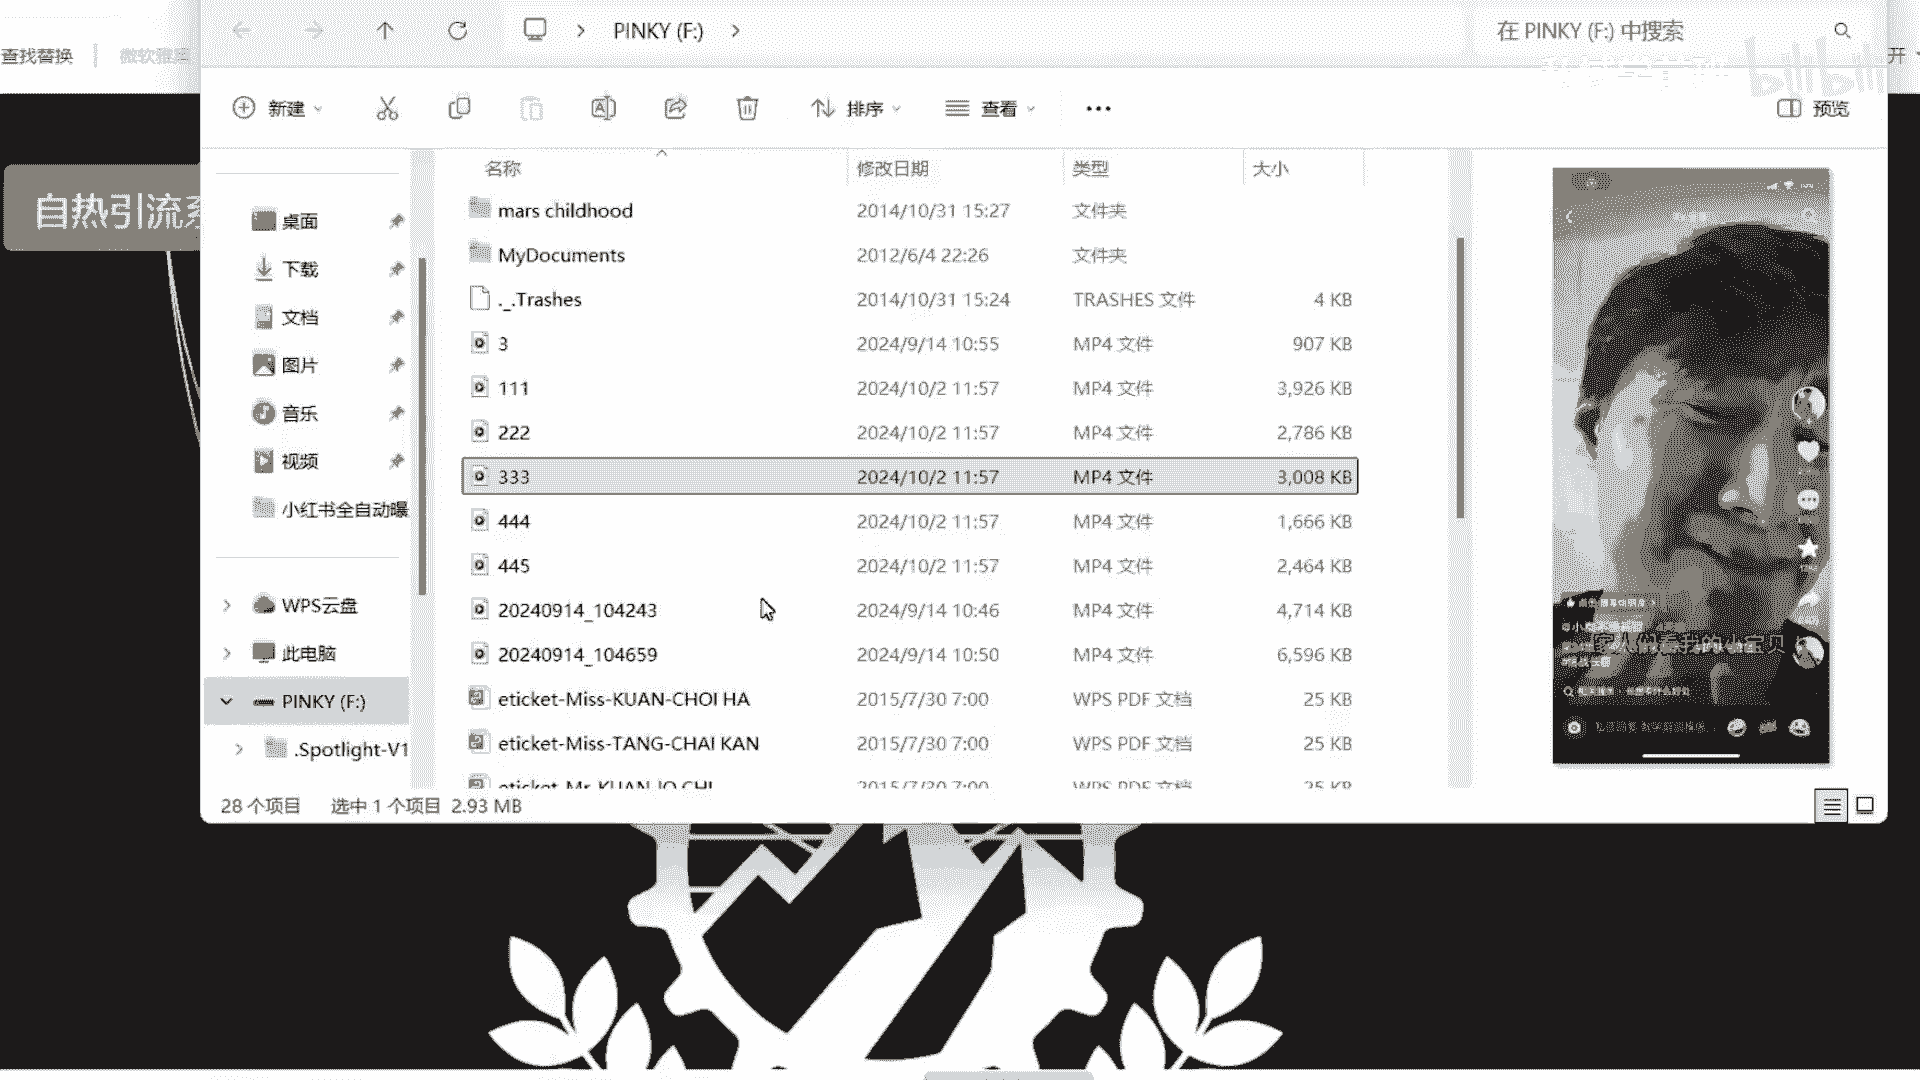 PINKY (F:)
在 PINKY (F:) 中搜索
查找替换
微软雅黑
开
bilibili
新建
排序
查看
预览
自热引流系
名称
修改日期
类型
大小
桌面
下载
文档
图片
音乐
视频
小红书全自动曝
WPS云盘
此电脑
PINKY (F:)
.Spotlight-V1
mars childhood 2014/10/31 15:27 文件夹
MyDocuments 2012/6/4 22:26 文件夹
._.Trashes 2014/10/31 15:24 TRASHES 文件 4 KB
3 2024/9/14 10:55 MP4 文件 907 KB
111 2024/10/2 11:57 MP4 文件 3,926 KB
222 2024/10/2 11:57 MP4 文件 2,786 KB
333 2024/10/2 11:57 MP4 文件 3,008 KB
444 2024/10/2 11:57 MP4 文件 1,666 KB
445 2024/10/2 11:57 MP4 文件 2,464 KB
20240914_104243 2024/9/14 10:46 MP4 文件 4,714 KB
20240914_104659 2024/9/14 10:50 MP4 文件 6,596 KB
eticket-Miss-KUAN-CHOI HA 2015/7/30 7:00 WPS PDF 文档 25 KB
eticket-Miss-TANG-CHAI KAN 2015/7/30 7:00 WPS PDF 文档 25 KB
eticket-Mr-KUAN-IO CHI 2015/7/30 7:00 WPS PDF 文档 25 KB
家人们看我的小宝贝
28 个项目 选中 1 个项目 2.93 MB